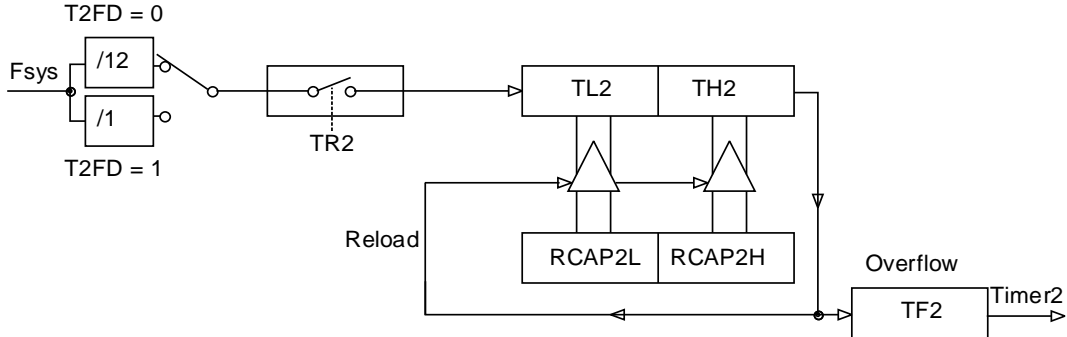 T2FD = 0
Fsys
/12
/1
T2FD = 1
TR2
TL2
TH2
Reload
RCAP2L
RCAP2H
Overflow
TF2
Timer2